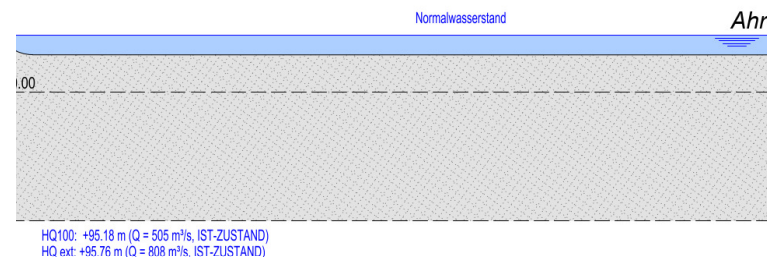 Normalwasserstand
Ahr
.00
HQ100: +95.18 m (Q = 505 m³/s, IST-ZUSTAND)
HQ ext: +95.76 m (Q = 808 m³/s, IST-ZUSTAND)